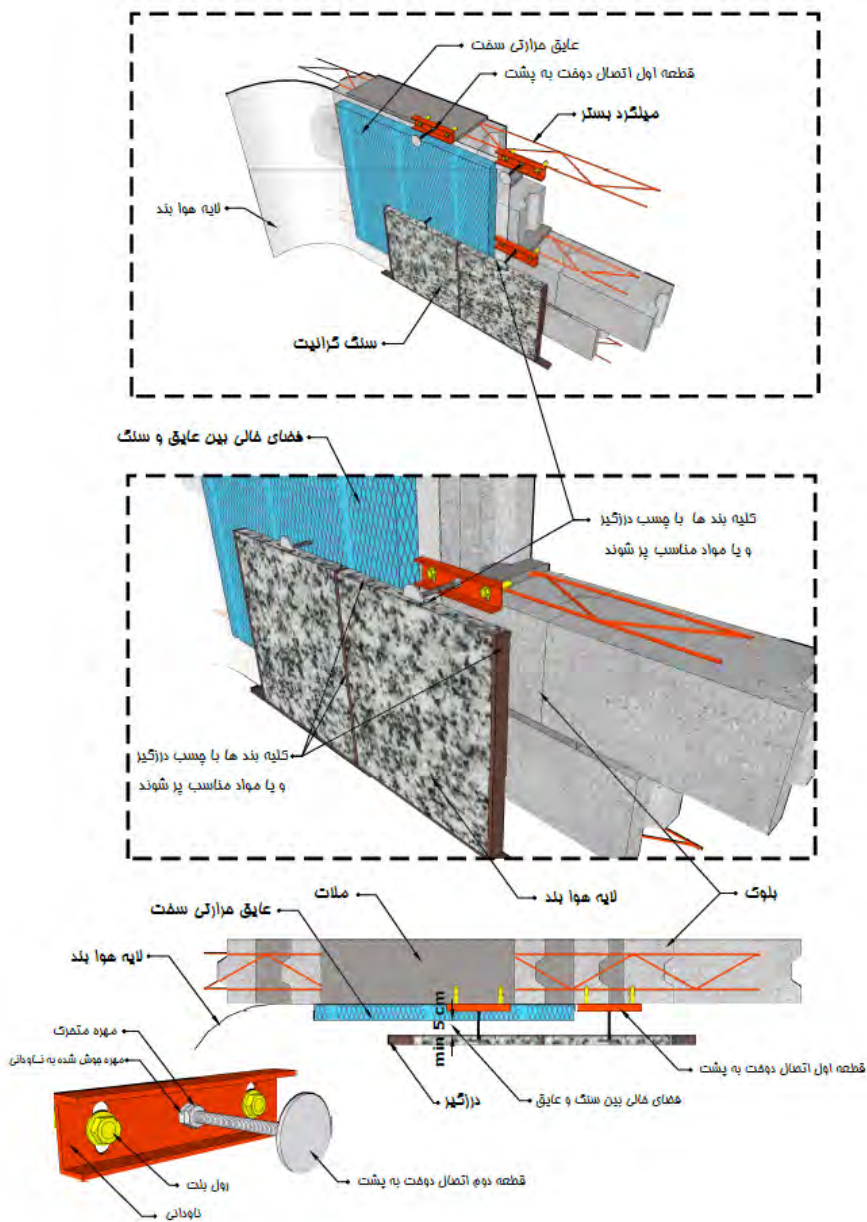 عایق حرارتی سخت
قطعه اول اتصال دوخت به پشت
میلگرد بستر
لایه هوا بند
سنگ گرانیت
فضای خالی بین عایق و سنگ
کلیه بند ها با چسب درزگیر
و یا مواد مناسب پر شوند
کلیه بند ها با چسب درزگیر
و یا مواد مناسب پر شوند
لایه هوا بند
بلوک
ملات
عایق حرارتی سخت
لایه هوا بند
min 5 cm
مهره متحرک
مهره جوش شده به ناودانی
قطعه اول اتصال دوخت به پشت
فضای خالی بین سنگ و عایق
درزگیر
قطعه دوم اتصال دوخت به پشت
رول بلت
ناودانی